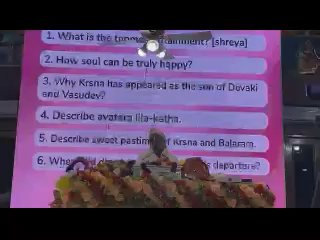 1. What is the attainment? [shreya]
2. How soul can be truly happy?
3. Why Krsna has appeared as the son of Devaki
and Vasudev?
4. Describe avatara lila-katha.
5. Describe sweet pastimes of Krsna and Balaram.
6. departure?